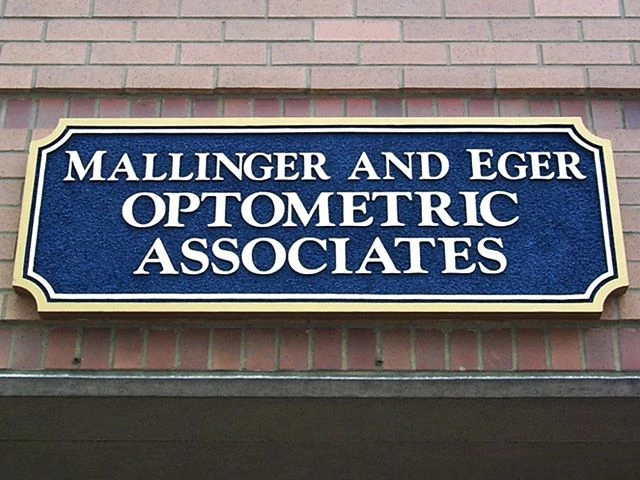 MALLINGER AND EGER
OPTOMETRIC
ASSOCIATES